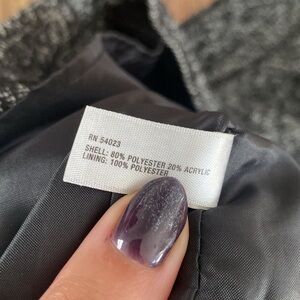 RN 54023
SHELL: 80% POLYESTER 20% ACRYLIC
LINING: 100% POLYESTER